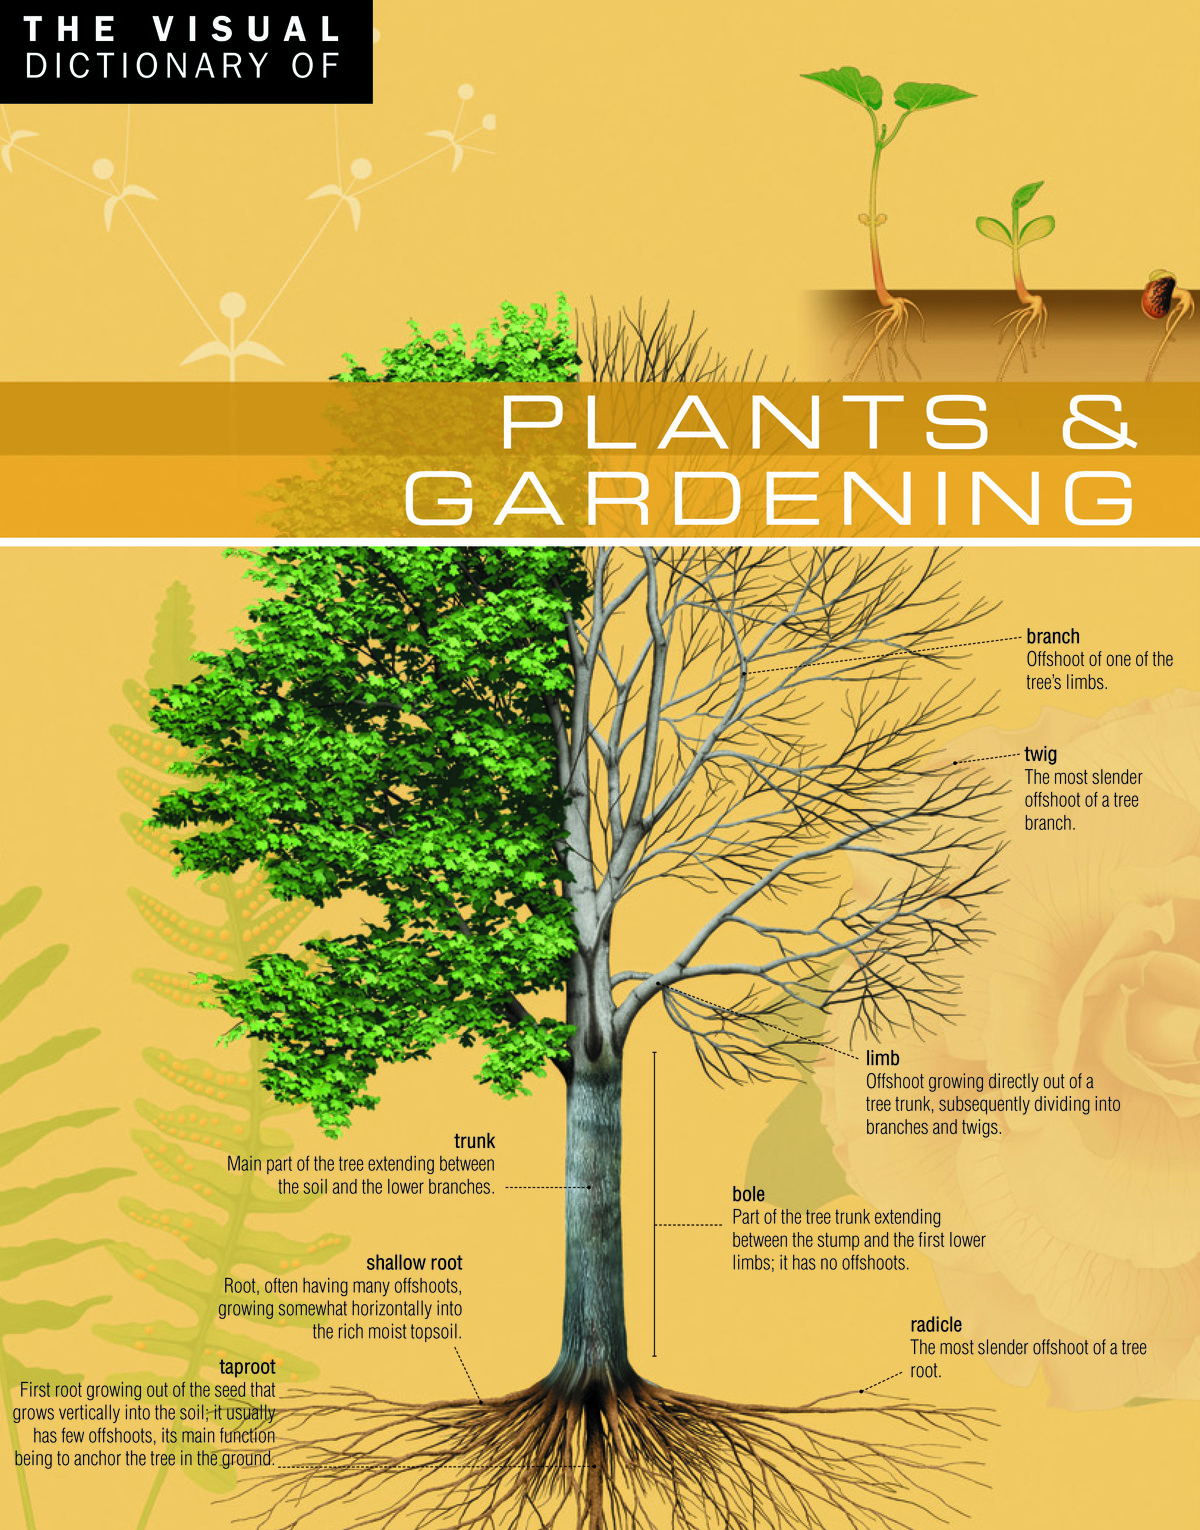 THE VISUAL
DICTIONARY OF
PLANTS &
GARDENING
branch
Offshoot of one of the
tree's limbs.
twig
The most slender
offshoot of a tree
branch.
limb
Offshoot growing directly out of a
tree trunk, subsequently dividing into
branches and twigs.
trunk
Main part of the tree extending between
the soil and the lower branches.
bole
Part of the tree trunk extending
between the stump and the first lower
limbs; it has no offshoots.
shallow root
Root, often having many offshoots,
growing somewhat horizontally into
the rich moist topsoil.
radicle
The most slender offshoot of a tree
root.
taproot
First root growing out of the seed that
grows vertically into the soil; it usually
has few offshoots, its main function
being to anchor the tree in the ground.